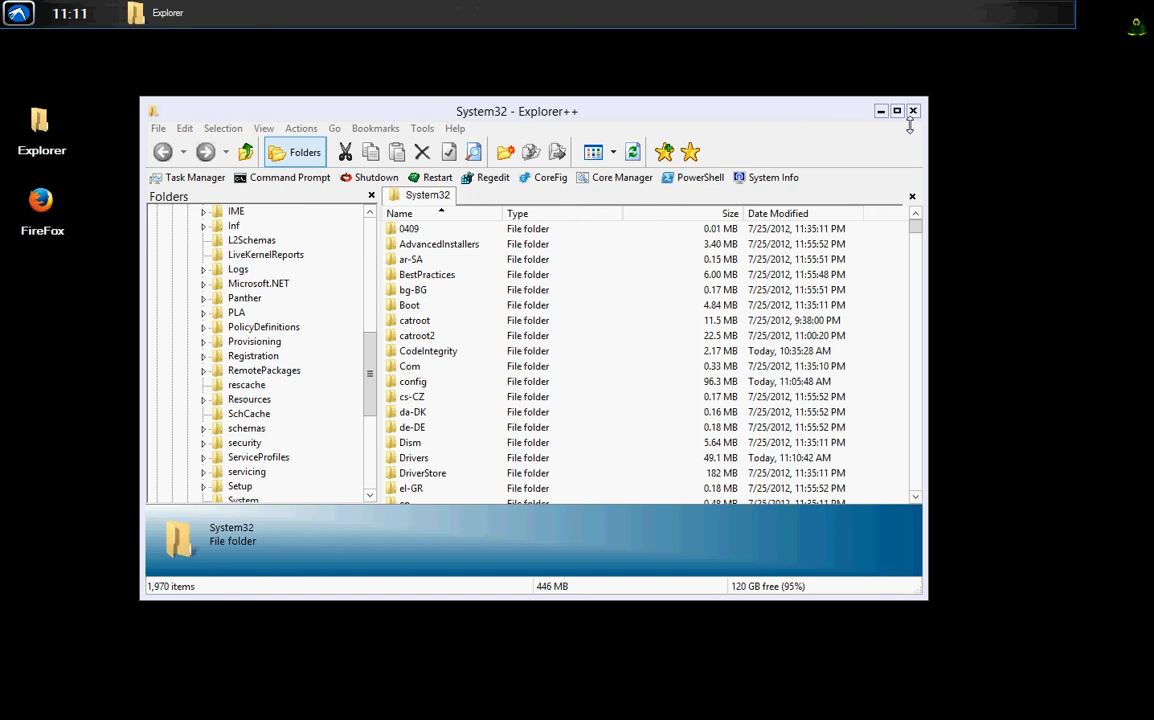 11:11 Explorer
Explorer
FireFox
System32 - Explorer++
File Edit Selection View Actions Go Bookmarks Tools Help
Folders
Task Manager Command Prompt Shutdown Restart Regedit CoreFig Core Manager PowerShell System Info
Folders
IME
Inf
L2Schemas
LiveKernelReports
Logs
Microsoft.NET
Panther
PLA
PolicyDefinitions
Provisioning
Registration
RemotePackages
rescache
Resources
SchCache
schemas
security
ServiceProfiles
servicing
Setup
System
System32
Name Type Size Date Modified
0409 File folder 0.01 MB 7/25/2012, 11:35:11 PM
AdvancedInstallers File folder 3.40 MB 7/25/2012, 11:55:52 PM
ar-SA File folder 0.15 MB 7/25/2012, 11:55:51 PM
BestPractices File folder 6.00 MB 7/25/2012, 11:55:48 PM
bg-BG File folder 0.17 MB 7/25/2012, 11:55:51 PM
Boot File folder 4.84 MB 7/25/2012, 11:35:11 PM
catroot File folder 11.5 MB 7/25/2012, 9:38:00 PM
catroot2 File folder 22.5 MB 7/25/2012, 11:00:20 PM
CodeIntegrity File folder 2.17 MB Today, 10:35:28 AM
Com File folder 0.33 MB 7/25/2012, 11:35:10 PM
config File folder 96.3 MB Today, 11:05:48 AM
cs-CZ File folder 0.17 MB 7/25/2012, 11:55:52 PM
da-DK File folder 0.16 MB 7/25/2012, 11:55:52 PM
de-DE File folder 0.18 MB 7/25/2012, 11:55:52 PM
Dism File folder 5.64 MB 7/25/2012, 11:35:11 PM
Drivers File folder 49.1 MB Today, 11:10:42 AM
DriverStore File folder 182 MB 7/25/2012, 11:35:11 PM
el-GR File folder 0.18 MB 7/25/2012, 11:55:52 PM
en File folder 0.48 MB 7/25/2012, 11:35:11 PM
System32
File folder
1,970 items 446 MB 120 GB free (95%)